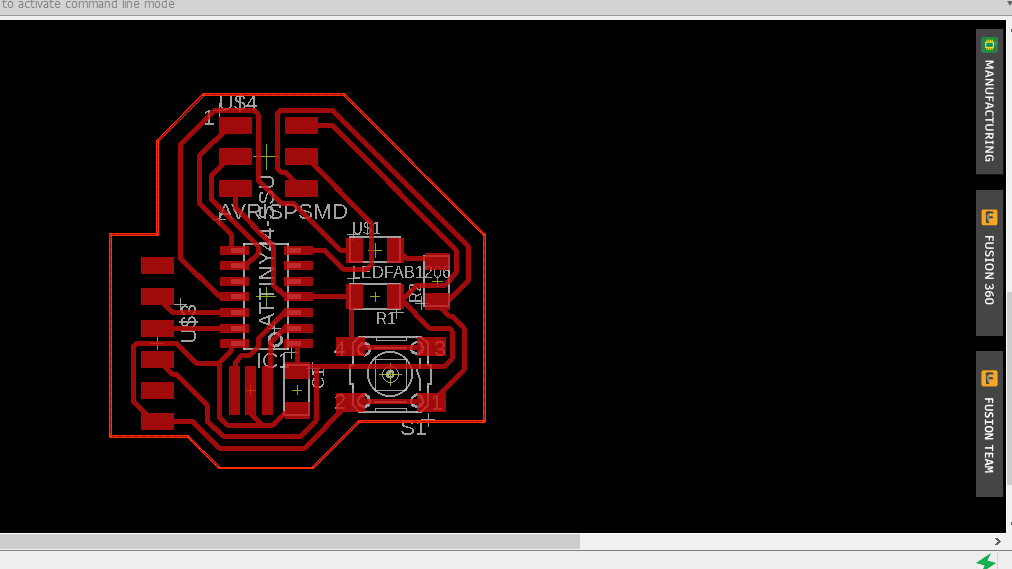 to activate command line mode
U$4
1
AVRISPSMD
U$1
LEDFAB1206
R1
U$3
ATTINY44-SSU
IC1
C1
4
3
2
1
S1
MANUFACTURING
FUSION 360
FUSION TEAM